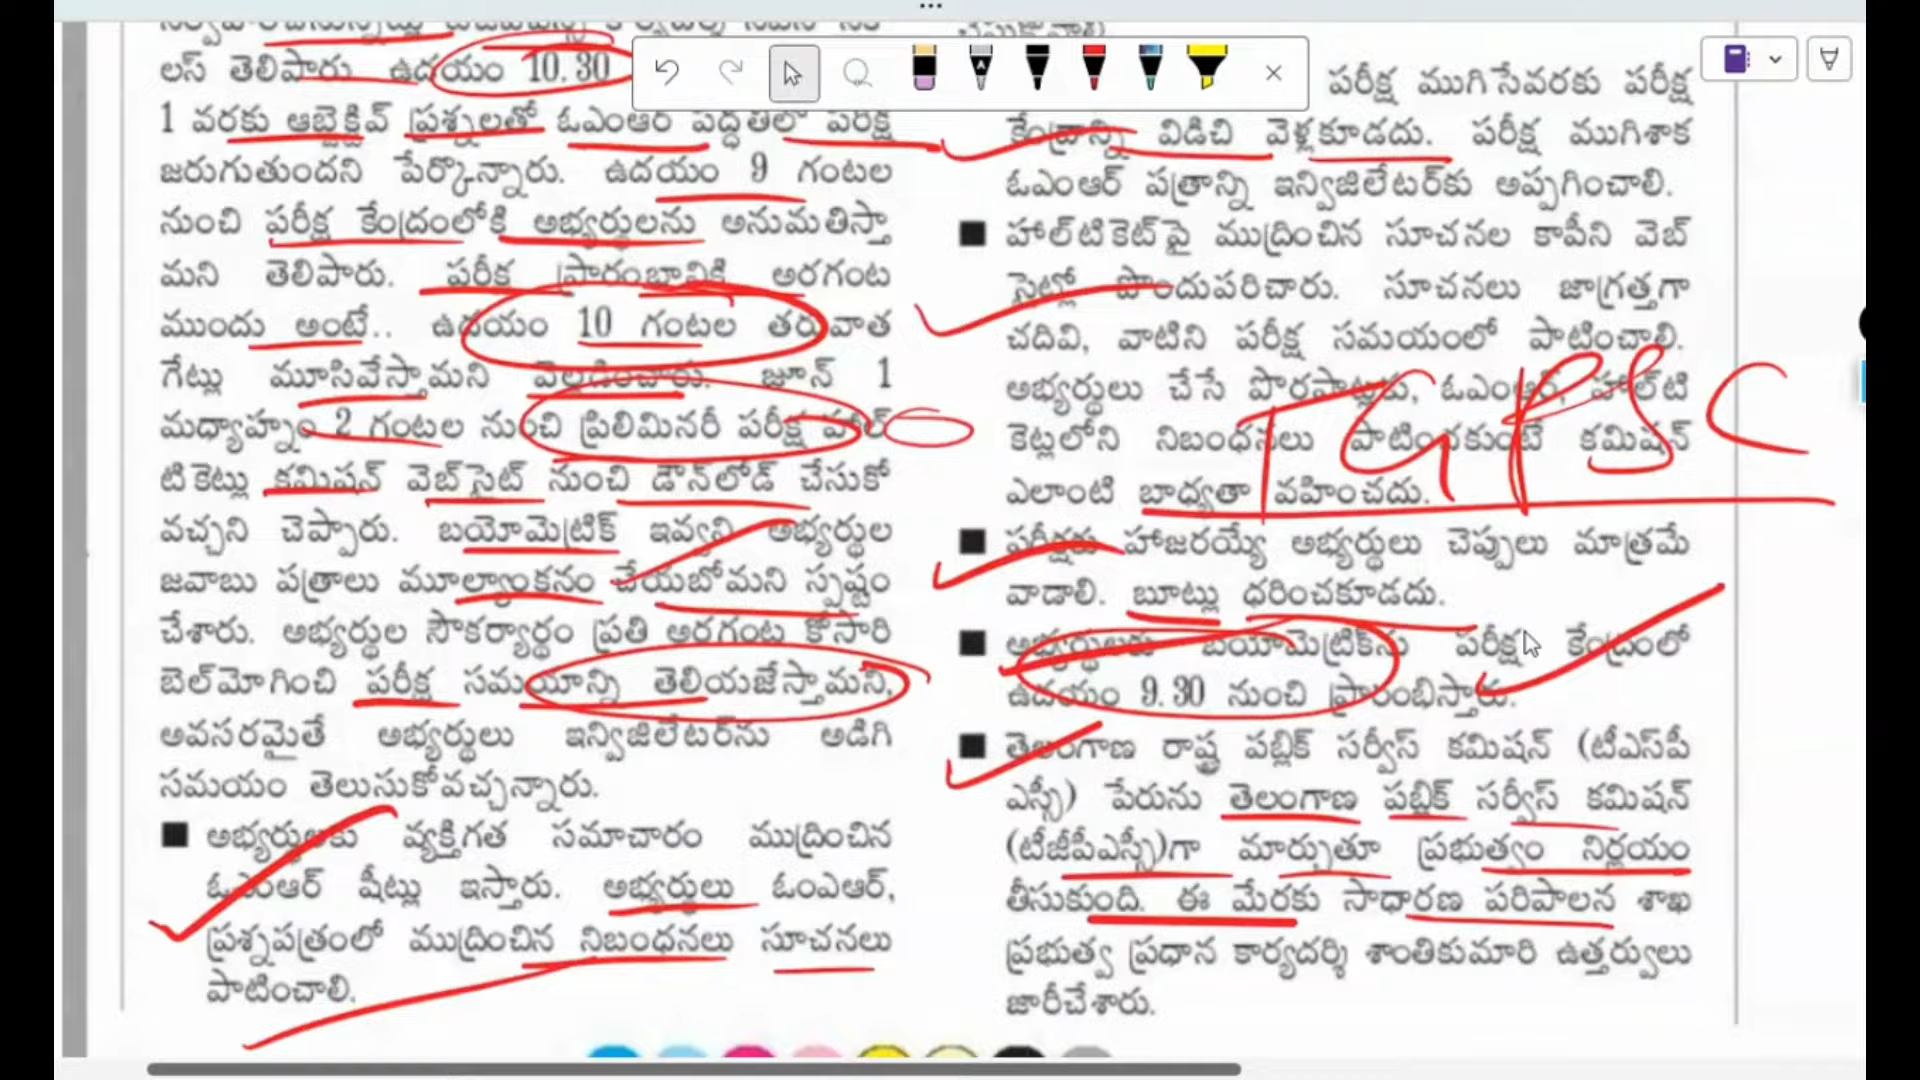 లస్ తెలిపారు. ఉదయం 10.30
1 వరకు ఆబ్జెక్టివ్ ప్రశ్నలతో ఓఎంఆర్ పద్ధతిలో పరీక్ష
జరుగుతుందని పేర్కొన్నారు. ఉదయం 9 గంటల
నుంచి పరీక్ష కేంద్రంలోకి అభ్యర్థులను అనుమతిస్తా
మని తెలిపారు. పరీక్ష ప్రారంభానికి అరగంట
ముందు అంటే.. ఉదయం 10 గంటల తరువాత
గేట్లు మూసివేస్తామని వెల్లడించారు. జూన్ 1
మధ్యాహ్నం 2 గంటల నుంచి ప్రిలిమినరీ పరీక్ష హాల్
టికెట్లు కమిషన్ వెబ్‌సైట్ నుంచి డౌన్‌లోడ్ చేసుకో
వచ్చని చెప్పారు. బయోమెట్రిక్ ఇవ్వని అభ్యర్థుల
జవాబు పత్రాలు మూల్యాంకనం చేయబోమని స్పష్టం
చేశారు. అభ్యర్థుల సౌకర్యార్థం ప్రతి అరగంట కోసారి
బెల్‌మోగించి పరీక్ష సమయాన్ని తెలియజేస్తామని,
అవసరమైతే అభ్యర్థులు ఇన్విజిలేటర్‌ను అడిగి
సమయం తెలుసుకోవచ్చన్నారు.
■ అభ్యర్థులకు వ్యక్తిగత సమాచారం ముద్రించిన
ఓఎంఆర్ షీట్లు ఇస్తారు. అభ్యర్థులు ఓంఎఆర్,
ప్రశ్నపత్రంలో ముద్రించిన నిబంధనలు సూచనలు
పాటించాలి.
పరీక్ష ముగిసేవరకు పరీక్ష
కేంద్రాన్ని విడిచి వెళ్లకూడదు. పరీక్ష ముగిశాక
ఓఎంఆర్ పత్రాన్ని ఇన్విజిలేటర్‌కు అప్పగించాలి.
■ హాల్‌టికెట్‌పై ముద్రించిన సూచనల కాపీని వెబ్
సైట్లో పొందుపరిచారు. సూచనలు జాగ్రత్తగా
చదివి, వాటిని పరీక్ష సమయంలో పాటించాలి.
అభ్యర్థులు చేసే పొరపాట్లకు, ఓఎంఆర్, హాల్‌టి
కెట్లలోని నిబంధనలు పాటించకుంటే కమిషన్
ఎలాంటి బాధ్యతా వహించదు.
TGPSC
■ పరీక్షకు హాజరయ్యే అభ్యర్థులు చెప్పులు మాత్రమే
వాడాలి. బూట్లు ధరించకూడదు.
■ అభ్యర్థులకు బయోమెట్రిక్‌ను పరీక్ష కేంద్రంలో
ఉదయం 9.30 నుంచి ప్రారంభిస్తారు.
■ తెలంగాణ రాష్ట్ర పబ్లిక్ సర్వీస్ కమిషన్ (టీఎస్‌పీ
ఎస్సీ) పేరును తెలంగాణ పబ్లిక్ సర్వీస్ కమిషన్
(టీజీపీఎస్సీ)గా మార్చుతూ ప్రభుత్వం నిర్ణయం
తీసుకుంది. ఈ మేరకు సాధారణ పరిపాలన శాఖ
ప్రభుత్వ ప్రధాన కార్యదర్శి శాంతికుమారి ఉత్తర్వులు
జారీచేశారు.